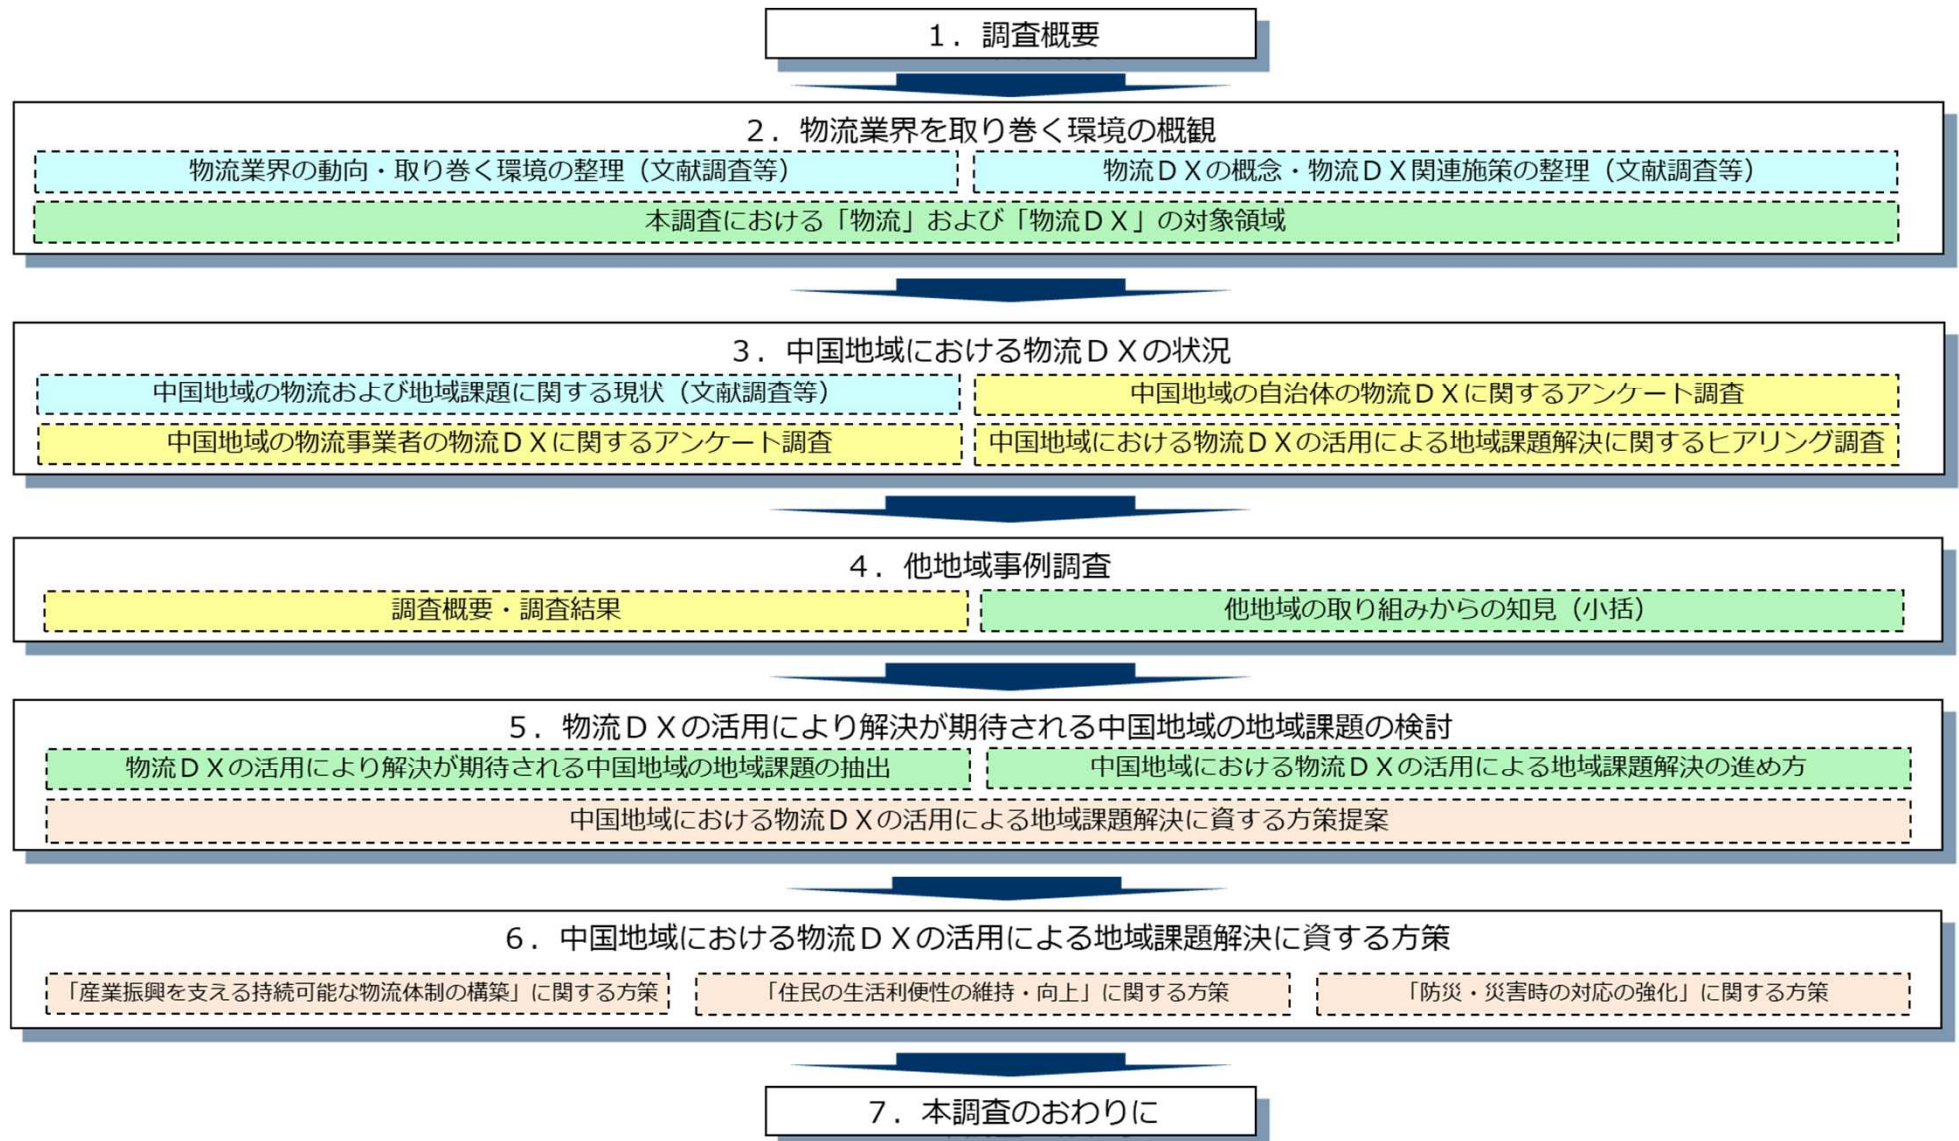 １．調査概要
２．物流業界を取り巻く環境の概観
物流業界の動向・取り巻く環境の整理（文献調査等）
物流ＤＸの概念・物流ＤＸ関連施策の整理（文献調査等）
本調査における「物流」および「物流ＤＸ」の対象領域
３．中国地域における物流ＤＸの状況
中国地域の物流および地域課題に関する現状（文献調査等）
中国地域の自治体の物流ＤＸに関するアンケート調査
中国地域の物流事業者の物流ＤＸに関するアンケート調査
中国地域における物流ＤＸの活用による地域課題解決に関するヒアリング調査
４．他地域事例調査
調査概要・調査結果
他地域の取り組みからの知見（小括）
５．物流ＤＸの活用により解決が期待される中国地域の地域課題の検討
物流ＤＸの活用により解決が期待される中国地域の地域課題の抽出
中国地域における物流ＤＸの活用による地域課題解決の進め方
中国地域における物流ＤＸの活用による地域課題解決に資する方策提案
６．中国地域における物流ＤＸの活用による地域課題解決に資する方策
「産業振興を支える持続可能な物流体制の構築」に関する方策
「住民の生活利便性の維持・向上」に関する方策
「防災・災害時の対応の強化」に関する方策
７．本調査のおわりに